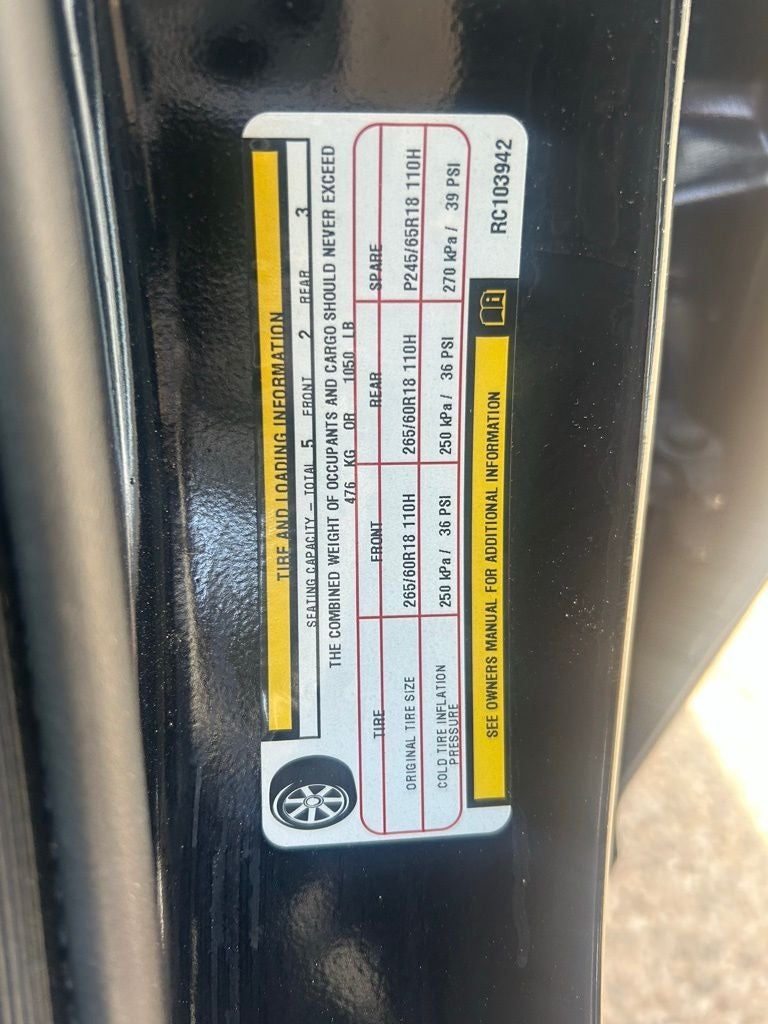 TIRE AND LOADING INFORMATION
SEATING CAPACITY – TOTAL 5 FRONT 2 REAR 3
THE COMBINED WEIGHT OF OCCUPANTS AND CARGO SHOULD NEVER EXCEED
476 KG OR 1050 LB
TIRE FRONT REAR SPARE
ORIGINAL TIRE SIZE 265/60R18 110H 265/60R18 110H P245/65R18 110H
COLD TIRE INFLATION PRESSURE 250 kPa / 36 PSI 250 kPa / 36 PSI 270 kPa / 39 PSI
SEE OWNERS MANUAL FOR ADDITIONAL INFORMATION
RC103942